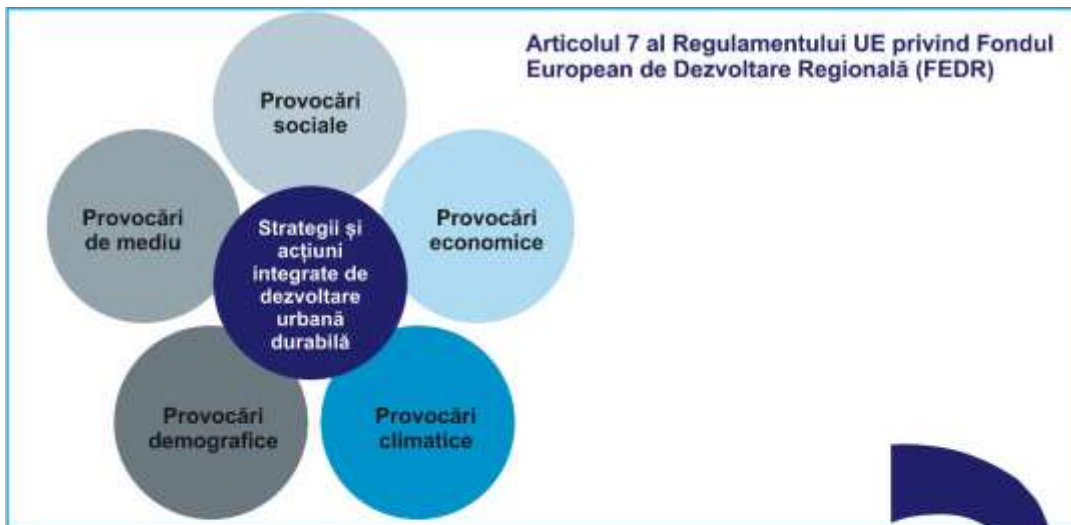 Articolul 7 al Regulamentului UE privind Fondul
European de Dezvoltare Regională (FEDR)
Provocări
sociale
Provocări
de mediu
Provocări
economice
Strategii și
acțiuni
integrate de
dezvoltare
urbană
durabilă
Provocări
demografice
Provocări
climatice